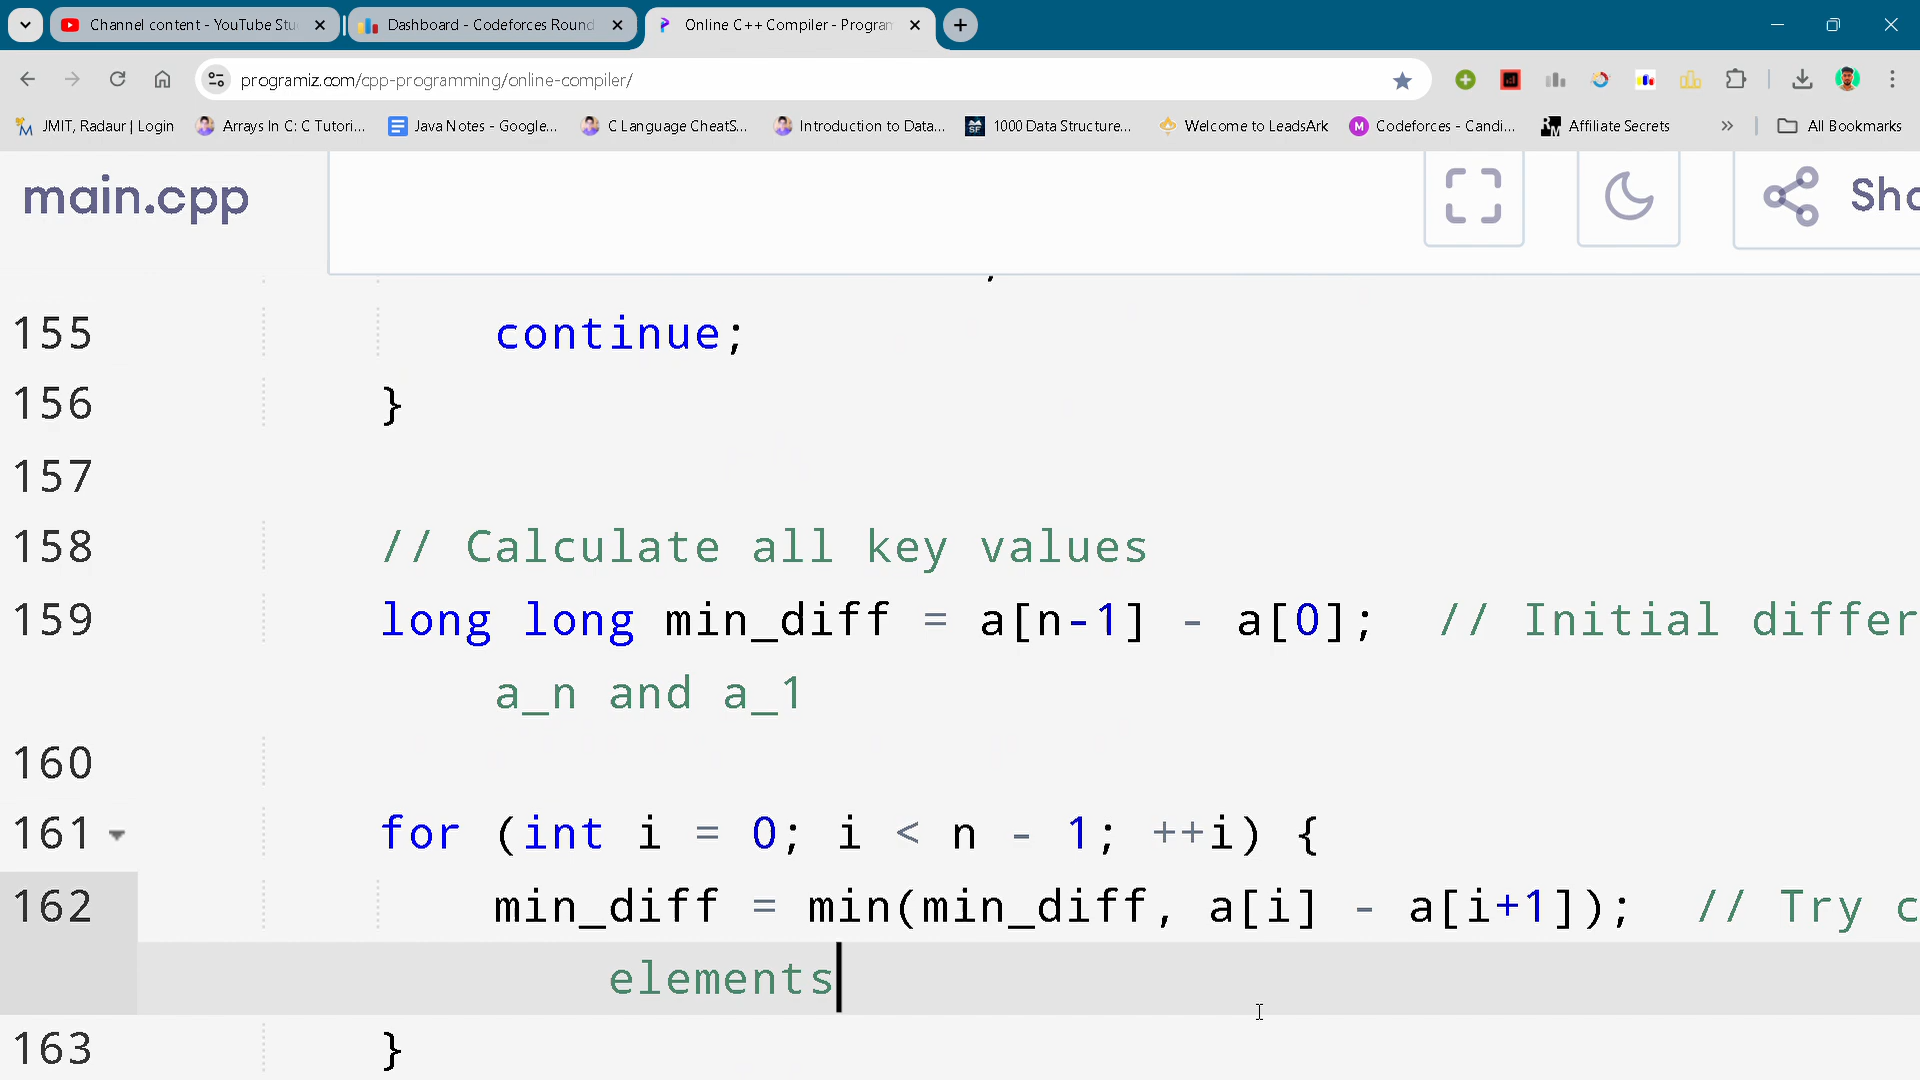 Channel content - YouTube Stu
Dashboard - Codeforces Round
Online C++ Compiler - Program
programiz.com/cpp-programming/online-compiler/
JMIT, Radaur | Login
Arrays In C: C Tutori...
Java Notes - Google...
C Language CheatS...
Introduction to Data...
1000 Data Structure...
Welcome to LeadsArk
Codeforces - Candi...
Affiliate Secrets
All Bookmarks
main.cpp
155 continue;
156 }
157
158 // Calculate all key values
159 long long min_diff = a[n-1] - a[0]; // Initial differ
a_n and a_1
160
161 for (int i = 0; i < n - 1; ++i) {
162 min_diff = min(min_diff, a[i] - a[i+1]); // Try c
elements
163 }